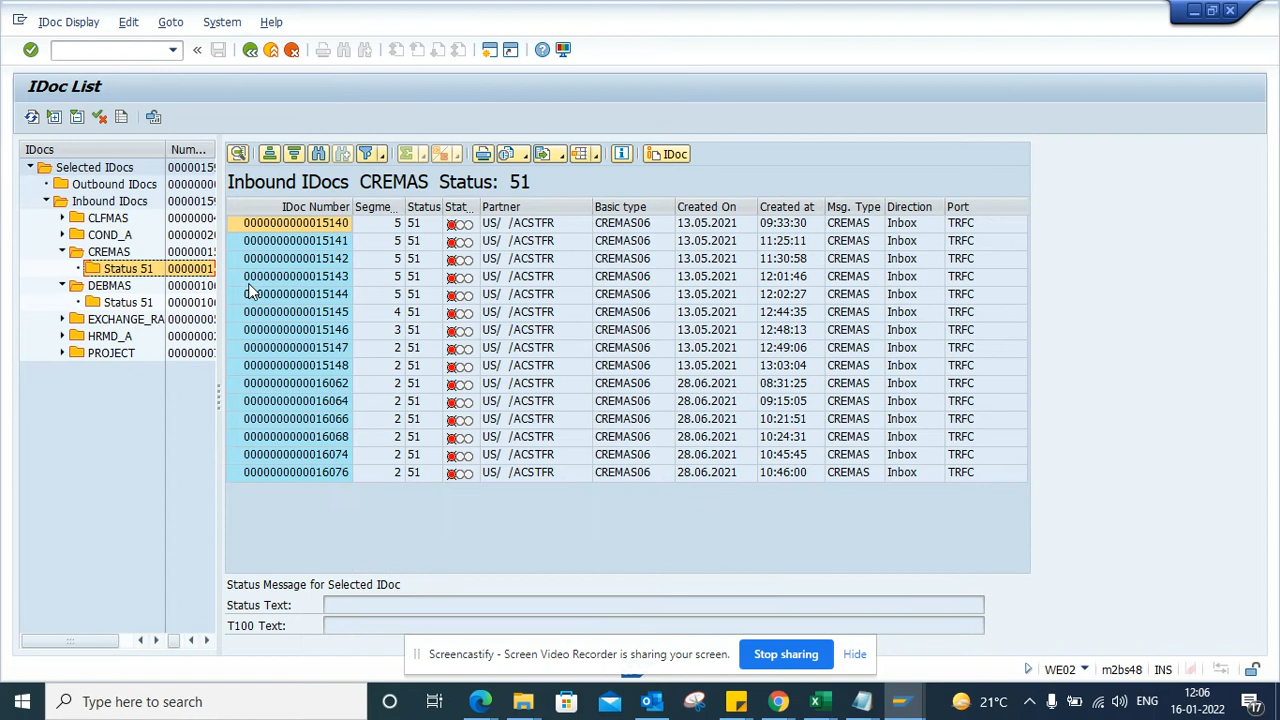 IDoc Display Edit Goto System Help
IDoc List
IDocs Num...
Selected IDocs 0000015
Outbound IDocs 0000000
Inbound IDocs 0000015
CLFMAS 0000004
COND_A 0000002
CREMAS 0000001
Status 51 0000001
DEBMAS 0000010
Status 51 0000010
EXCHANGE_RA 0000000
HRMD_A 0000000
PROJECT 0000000
IDoc
Inbound IDocs CREMAS Status: 51
IDoc Number Segme... Status Stat... Partner Basic type Created On Created at Msg. Type Direction Port
0000000000015140 5 51 US/ /ACSTFR CREMAS06 13.05.2021 09:33:30 CREMAS Inbox TRFC
0000000000015141 5 51 US/ /ACSTFR CREMAS06 13.05.2021 11:25:11 CREMAS Inbox TRFC
0000000000015142 5 51 US/ /ACSTFR CREMAS06 13.05.2021 11:30:58 CREMAS Inbox TRFC
0000000000015143 5 51 US/ /ACSTFR CREMAS06 13.05.2021 12:01:46 CREMAS Inbox TRFC
0000000000015144 5 51 US/ /ACSTFR CREMAS06 13.05.2021 12:02:27 CREMAS Inbox TRFC
0000000000015145 4 51 US/ /ACSTFR CREMAS06 13.05.2021 12:44:35 CREMAS Inbox TRFC
0000000000015146 3 51 US/ /ACSTFR CREMAS06 13.05.2021 12:48:13 CREMAS Inbox TRFC
0000000000015147 2 51 US/ /ACSTFR CREMAS06 13.05.2021 12:49:06 CREMAS Inbox TRFC
0000000000015148 2 51 US/ /ACSTFR CREMAS06 13.05.2021 13:03:04 CREMAS Inbox TRFC
0000000000016062 2 51 US/ /ACSTFR CREMAS06 28.06.2021 08:31:25 CREMAS Inbox TRFC
0000000000016064 2 51 US/ /ACSTFR CREMAS06 28.06.2021 09:15:05 CREMAS Inbox TRFC
0000000000016066 2 51 US/ /ACSTFR CREMAS06 28.06.2021 10:21:51 CREMAS Inbox TRFC
0000000000016068 2 51 US/ /ACSTFR CREMAS06 28.06.2021 10:24:31 CREMAS Inbox TRFC
0000000000016074 2 51 US/ /ACSTFR CREMAS06 28.06.2021 10:45:45 CREMAS Inbox TRFC
0000000000016076 2 51 US/ /ACSTFR CREMAS06 28.06.2021 10:46:00 CREMAS Inbox TRFC
Status Message for Selected IDoc
Status Text:
T100 Text:
Screencastify - Screen Video Recorder is sharing your screen. Stop sharing Hide
WE02 m2bs48 INS
Type here to search 21°C ENG 12:06
16-01-2022 17